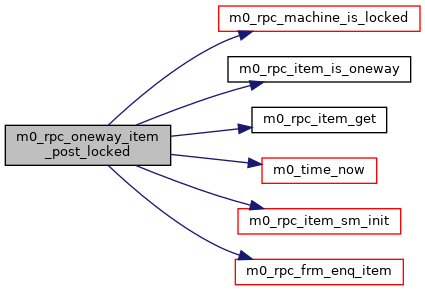 m0_rpc_oneway_item
_post_locked
m0_rpc_machine_is_locked
m0_rpc_item_is_oneway
m0_rpc_item_get
m0_time_now
m0_rpc_item_sm_init
m0_rpc_frm_enq_item